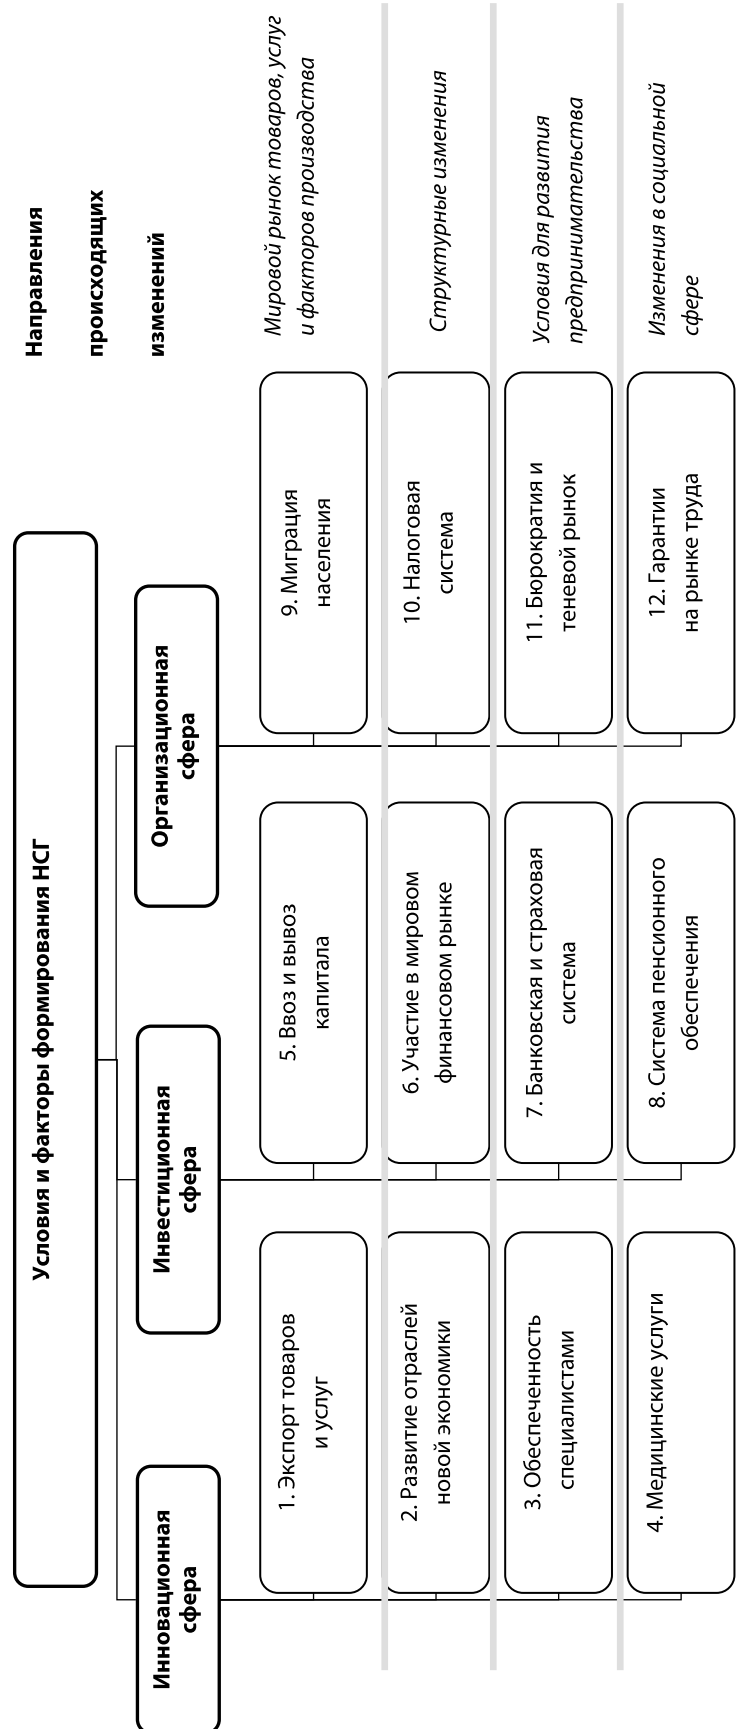 Условия и факторы формирования НСГ
Направления
происходящих
изменений
Инновационная
сфера
Инвестиционная
сфера
Организационная
сфера
1. Экспорт товаров
и услуг
5. Ввоз и вывоз
капитала
9. Миграция
населения
Мировой рынок товаров, услуг
и факторов производства
2. Развитие отраслей
новой экономики
6. Участие в мировом
финансовом рынке
10. Налоговая
система
Структурные изменения
3. Обеспеченность
специалистами
7. Банковская и страховая
система
11. Бюрократия и
теневой рынок
Условия для развития
предпринимательства
4. Медицинские услуги
8. Система пенсионного
обеспечения
12. Гарантии
на рынке труда
Изменения в социальной
сфере